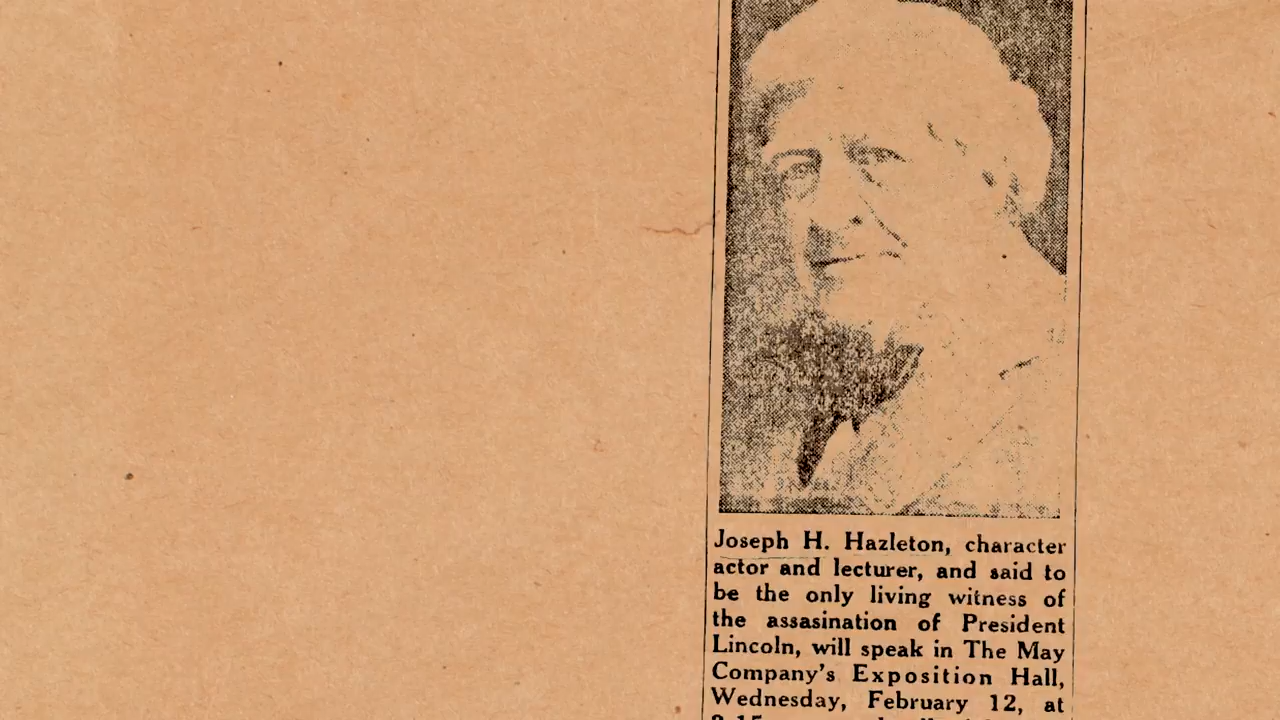 Joseph H. Hazleton, character
actor and lecturer, and said to
be the only living witness of
the assasination of President
Lincoln, will speak in The May
Company's Exposition Hall,
Wednesday, February 12, at